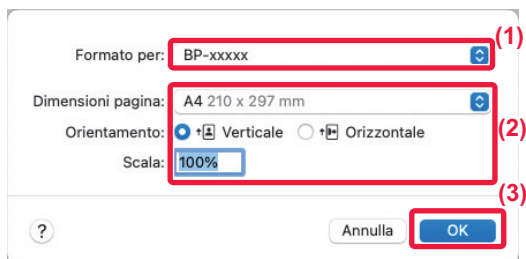 (1)
Formato per: BP-xxxxx
Dimensioni pagina: A4 210 x 297 mm
Orientamento: Verticale Orizzontale
(2)
Scala: 100%
(3)
? Annulla OK